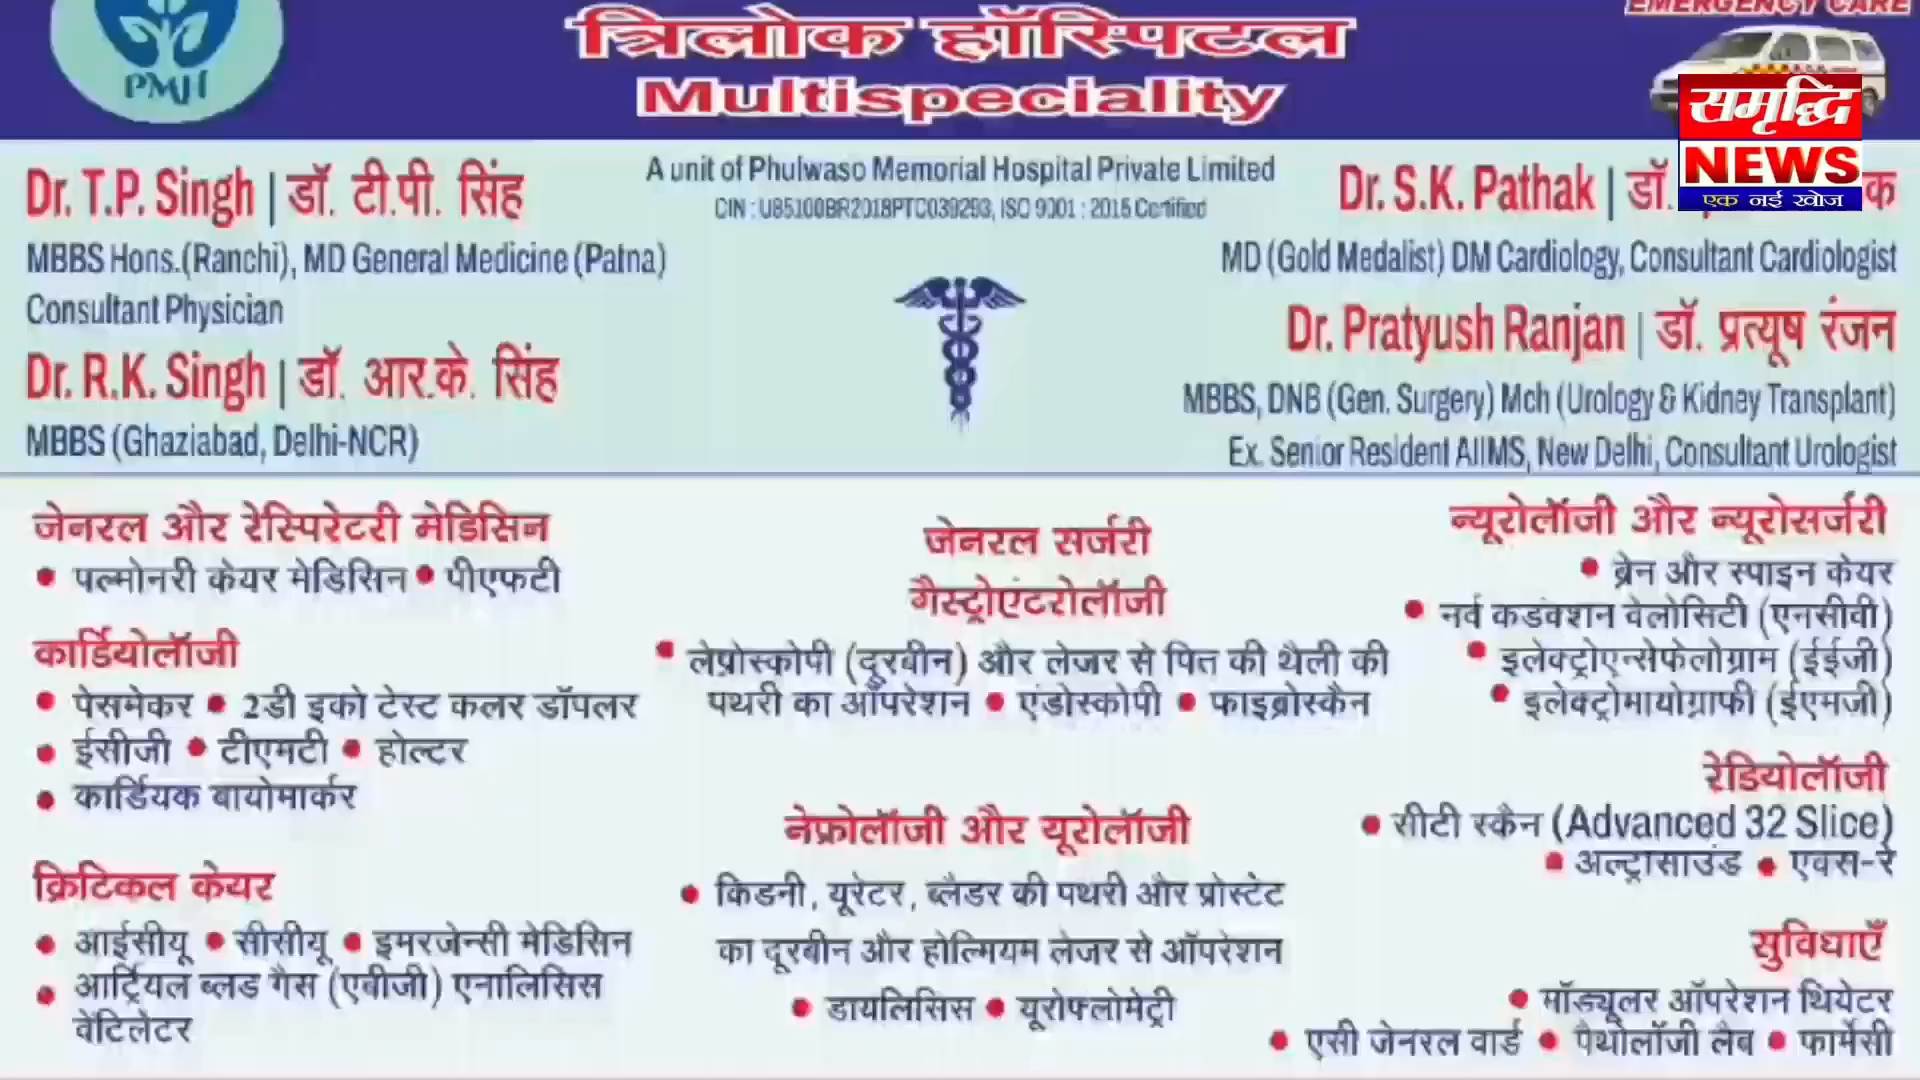 EMERGENCY CARE
त्रिलोक हॉस्पिटल
Multispeciality
PMH
समृद्धि
NEWS
एक नई खोज
A unit of Phulwaso Memorial Hospital Private Limited
CIN : U85100BR2018PTC039293, ISO 9001 : 2015 Certified
Dr. T.P. Singh | डॉ. टी.पी. सिंह
MBBS Hons.(Ranchi), MD General Medicine (Patna)
Consultant Physician
Dr. R.K. Singh | डॉ. आर.के. सिंह
MBBS (Ghaziabad, Delhi-NCR)
Dr. S.K. Pathak | डॉ. क
MD (Gold Medalist) DM Cardiology, Consultant Cardiologist
Dr. Pratyush Ranjan | डॉ. प्रत्यूष रंजन
MBBS, DNB (Gen. Surgery) Mch (Urology & Kidney Transplant)
Ex. Senior Resident AIIMS, New Delhi, Consultant Urologist
जेनरल और रेस्पिरेटरी मेडिसिन
• पल्मोनरी केयर मेडिसिन • पीएफटी
कार्डियोलॉजी
• पेसमेकर • 2डी इको टेस्ट कलर डॉपलर
• ईसीजी • टीएमटी • होल्टर
• कार्डियक बायोमार्कर
क्रिटिकल केयर
• आईसीयू • सीसीयू • इमरजेन्सी मेडिसिन
• आर्ट्रियल ब्लड गैस (एबीजी) एनालिसिस
वेंटिलेटर
जेनरल सर्जरी
गैस्ट्रोएंटरोलॉजी
• लेप्रोस्कोपी (दूरबीन) और लेजर से पित की थैली की
पथरी का ऑपरेशन • एंडोस्कोपी • फाइब्रोस्कैन
नेफ्रोलॉजी और यूरोलॉजी
• किडनी, यूरेटर, ब्लैडर की पथरी और प्रोस्टेट
का दूरबीन और होल्मियम लेजर से ऑपरेशन
• डायलिसिस • यूरोफ्लोमेट्री
न्यूरोलॉजी और न्यूरोसर्जरी
• ब्रेन और स्पाइन केयर
• नर्व कडंक्शन वेलोसिटी (एनसीवी)
• इलेक्ट्रोएन्सेफेलोग्राम (ईईजी)
• इलेक्ट्रोमायोग्राफी (ईएमजी)
रेडियोलॉजी
• सीटी स्कैन (Advanced 32 Slice)
• अल्ट्रासाउंड • एक्स-रे
सुविधाएँ
• मॉड्यूलर ऑपरेशन थियेटर
• एसी जेनरल वार्ड • पैथोलॉजी लैब • फार्मेसी